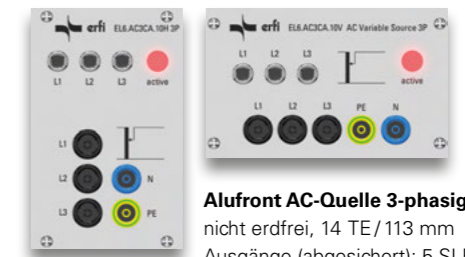 erfi EL6.AC3CA.10H 3P
L1 L2 L3 active
L1
L2 N
L3 PE
erfi EL6.AC3CA.10V AC Variable Source 3P
L1 L2 L3
active
L1 L2 L3 PE N
Alufront AC-Quelle 3-phasig
nicht erdfrei, 14 TE/113 mm